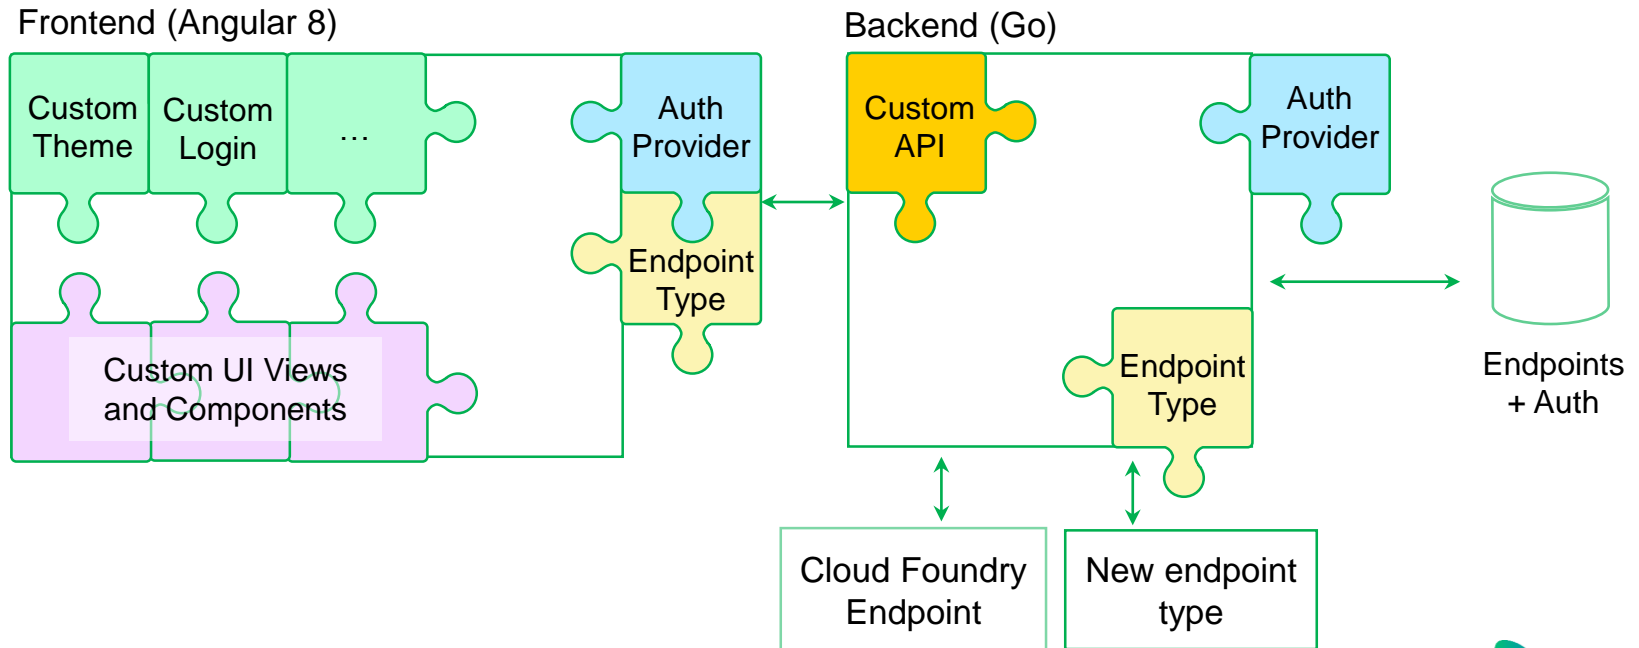 Frontend (Angular 8)
Backend (Go)
Custom
Theme
Custom
Login
...
Auth
Provider
Custom
API
Auth
Provider
Endpoint
Type
Custom UI Views
and Components
Endpoint
Type
Endpoints
+ Auth
Cloud Foundry
Endpoint
New endpoint
type